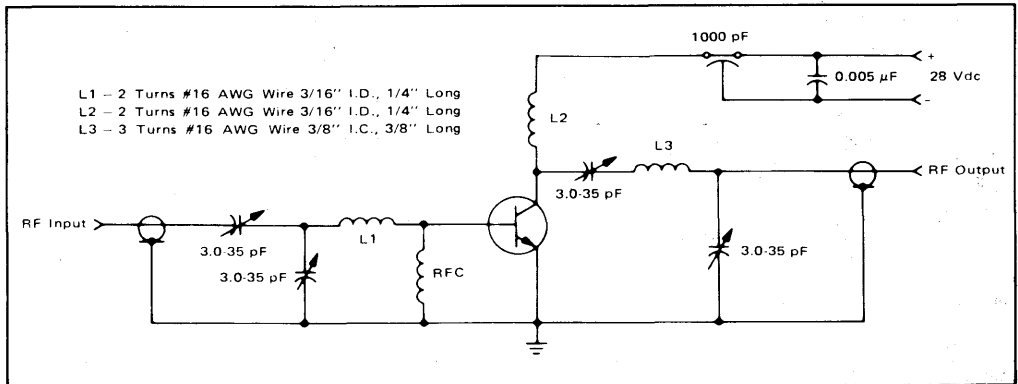 1000 pF
+
0.005 μF
28 Vdc
-
L1 – 2 Turns #16 AWG Wire 3/16'' I.D., 1/4'' Long
L2 – 2 Turns #16 AWG Wire 3/16'' I.D., 1/4'' Long
L3 – 3 Turns #16 AWG Wire 3/8'' I.C., 3/8'' Long
L2
L3
RF Output
3.0-35 pF
RF Input
L1
3.0-35 pF
3.0-35 pF
RFC
3.0-35 pF